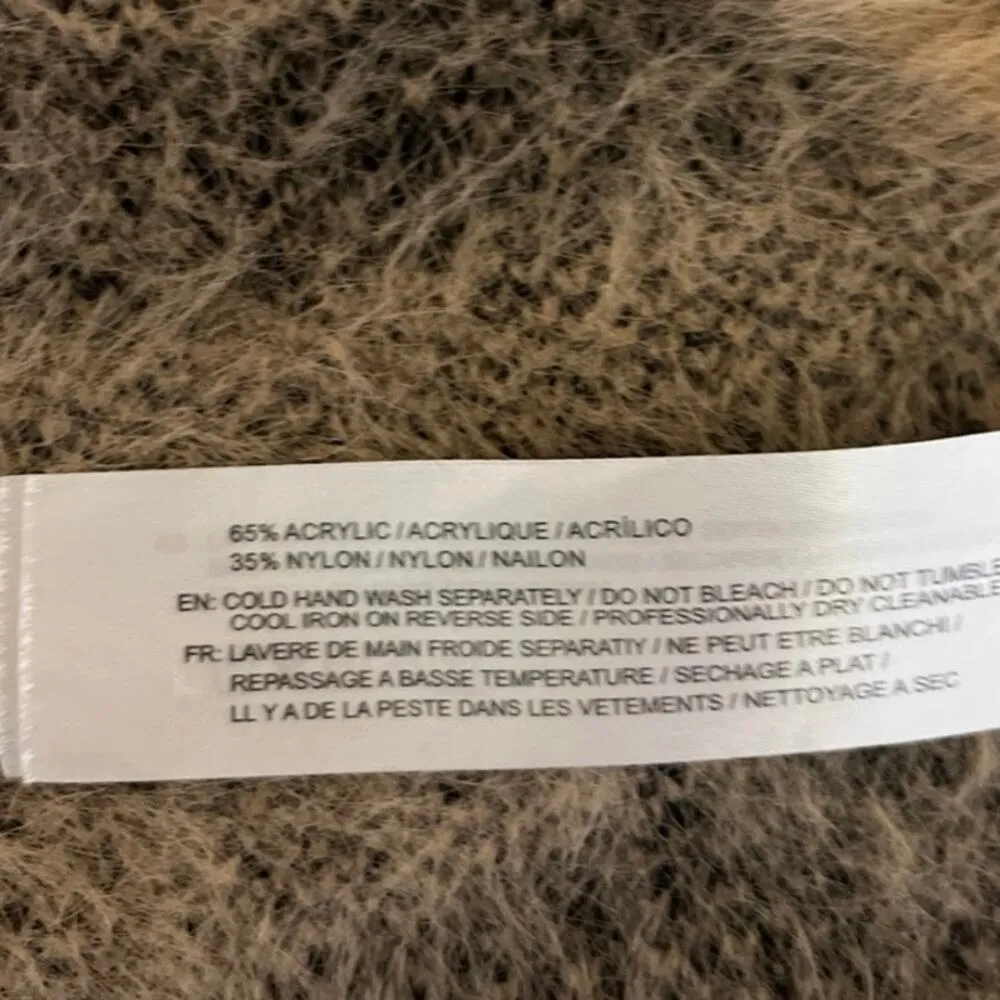 65% ACRYLIC / ACRYLIQUE / ACRÍLICO
35% NYLON / NYLON / NAILON
EN: COLD HAND WASH SEPARATELY / DO NOT BLEACH / DO NOT TUMBLE
COOL IRON ON REVERSE SIDE / PROFESSIONALLY DRY CLEANABLE
FR: LAVERE DE MAIN FROIDE SEPARATIY / NE PEUT ETRE BLANCHI /
REPASSAGE A BASSE TEMPERATURE / SECHAGE A PLAT /
LL Y A DE LA PESTE DANS LES VETEMENTS / NETTOYAGE A SEC